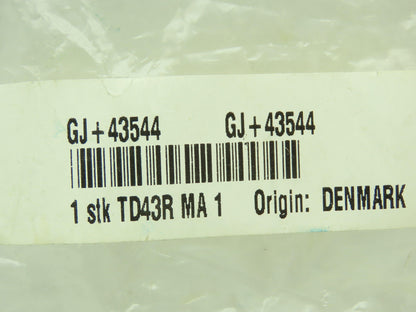 GJ+43544 GJ+43544
1 stk TD43R MA 1 Origin: DENMARK